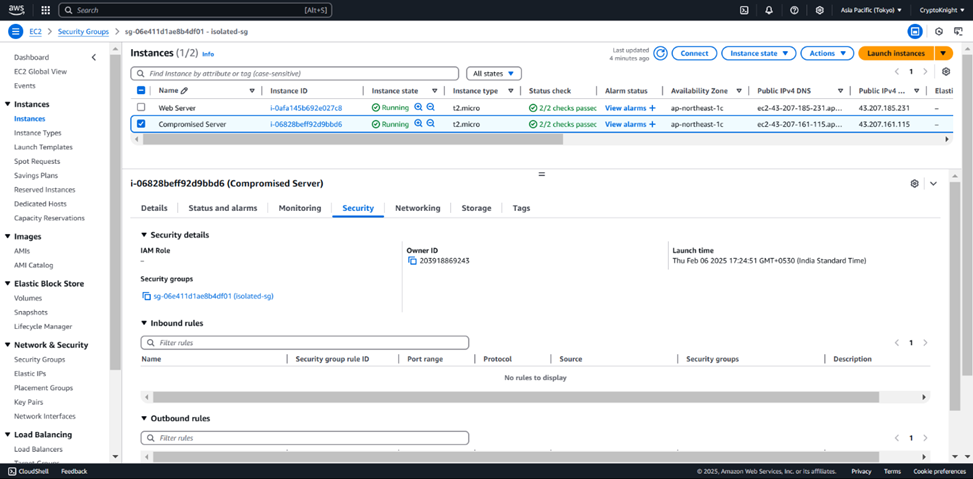 aws Search [Alt+S] Asia Pacific (Tokyo) CryptoKnight
EC2 > Security Groups > sg-06e411d1ae8b4df01 - isolated-sg
Dashboard
EC2 Global View
Events
Instances
Instances
Instance Types
Launch Templates
Spot Requests
Savings Plans
Reserved Instances
Dedicated Hosts
Capacity Reservations
Images
AMIs
AMI Catalog
Elastic Block Store
Volumes
Snapshots
Lifecycle Manager
Network & Security
Security Groups
Elastic IPs
Placement Groups
Key Pairs
Network Interfaces
Load Balancing
Load Balancers
Target Groups
Instances (1/2) Info
Last updated
4 minutes ago
Connect Instance state Actions Launch instances
Find Instance by attribute or tag (case-sensitive) All states 1
Name Instance ID Instance state Instance type Status check Alarm status Availability Zone Public IPv4 DNS Public IPv4 ... Elasti
Web Server i-0afa145b692e027c8 Running t2.micro 2/2 checks passed View alarms + ap-northeast-1c ec2-43-207-185-231.ap... 43.207.185.231 –
Compromised Server i-06828beff92d9bbd6 Running t2.micro 2/2 checks passed View alarms + ap-northeast-1c ec2-43-207-161-115.ap... 43.207.161.115 –
i-06828beff92d9bbd6 (Compromised Server)
Details Status and alarms Monitoring Security Networking Storage Tags
Security details
IAM Role
–
Owner ID
203918869243
Launch time
Thu Feb 06 2025 17:24:51 GMT+0530 (India Standard Time)
Security groups
sg-06e411d1ae8b4df01 (isolated-sg)
Inbound rules
Filter rules 1
Name Security group rule ID Port range Protocol Source Security groups Description
No rules to display
Outbound rules
Filter rules 1
CloudShell Feedback © 2025, Amazon Web Services, Inc. or its affiliates. Privacy Terms Cookie preferences